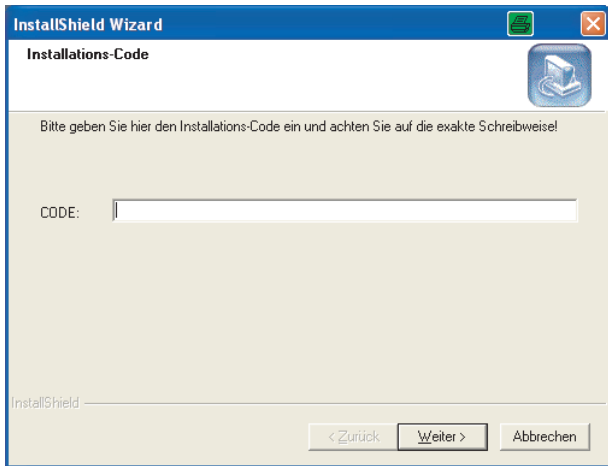 InstallShield Wizard
Installations-Code
Bitte geben Sie hier den Installations-Code ein und achten Sie auf die exakte Schreibweise!
CODE:
InstallShield
< Zurück Weiter > Abbrechen